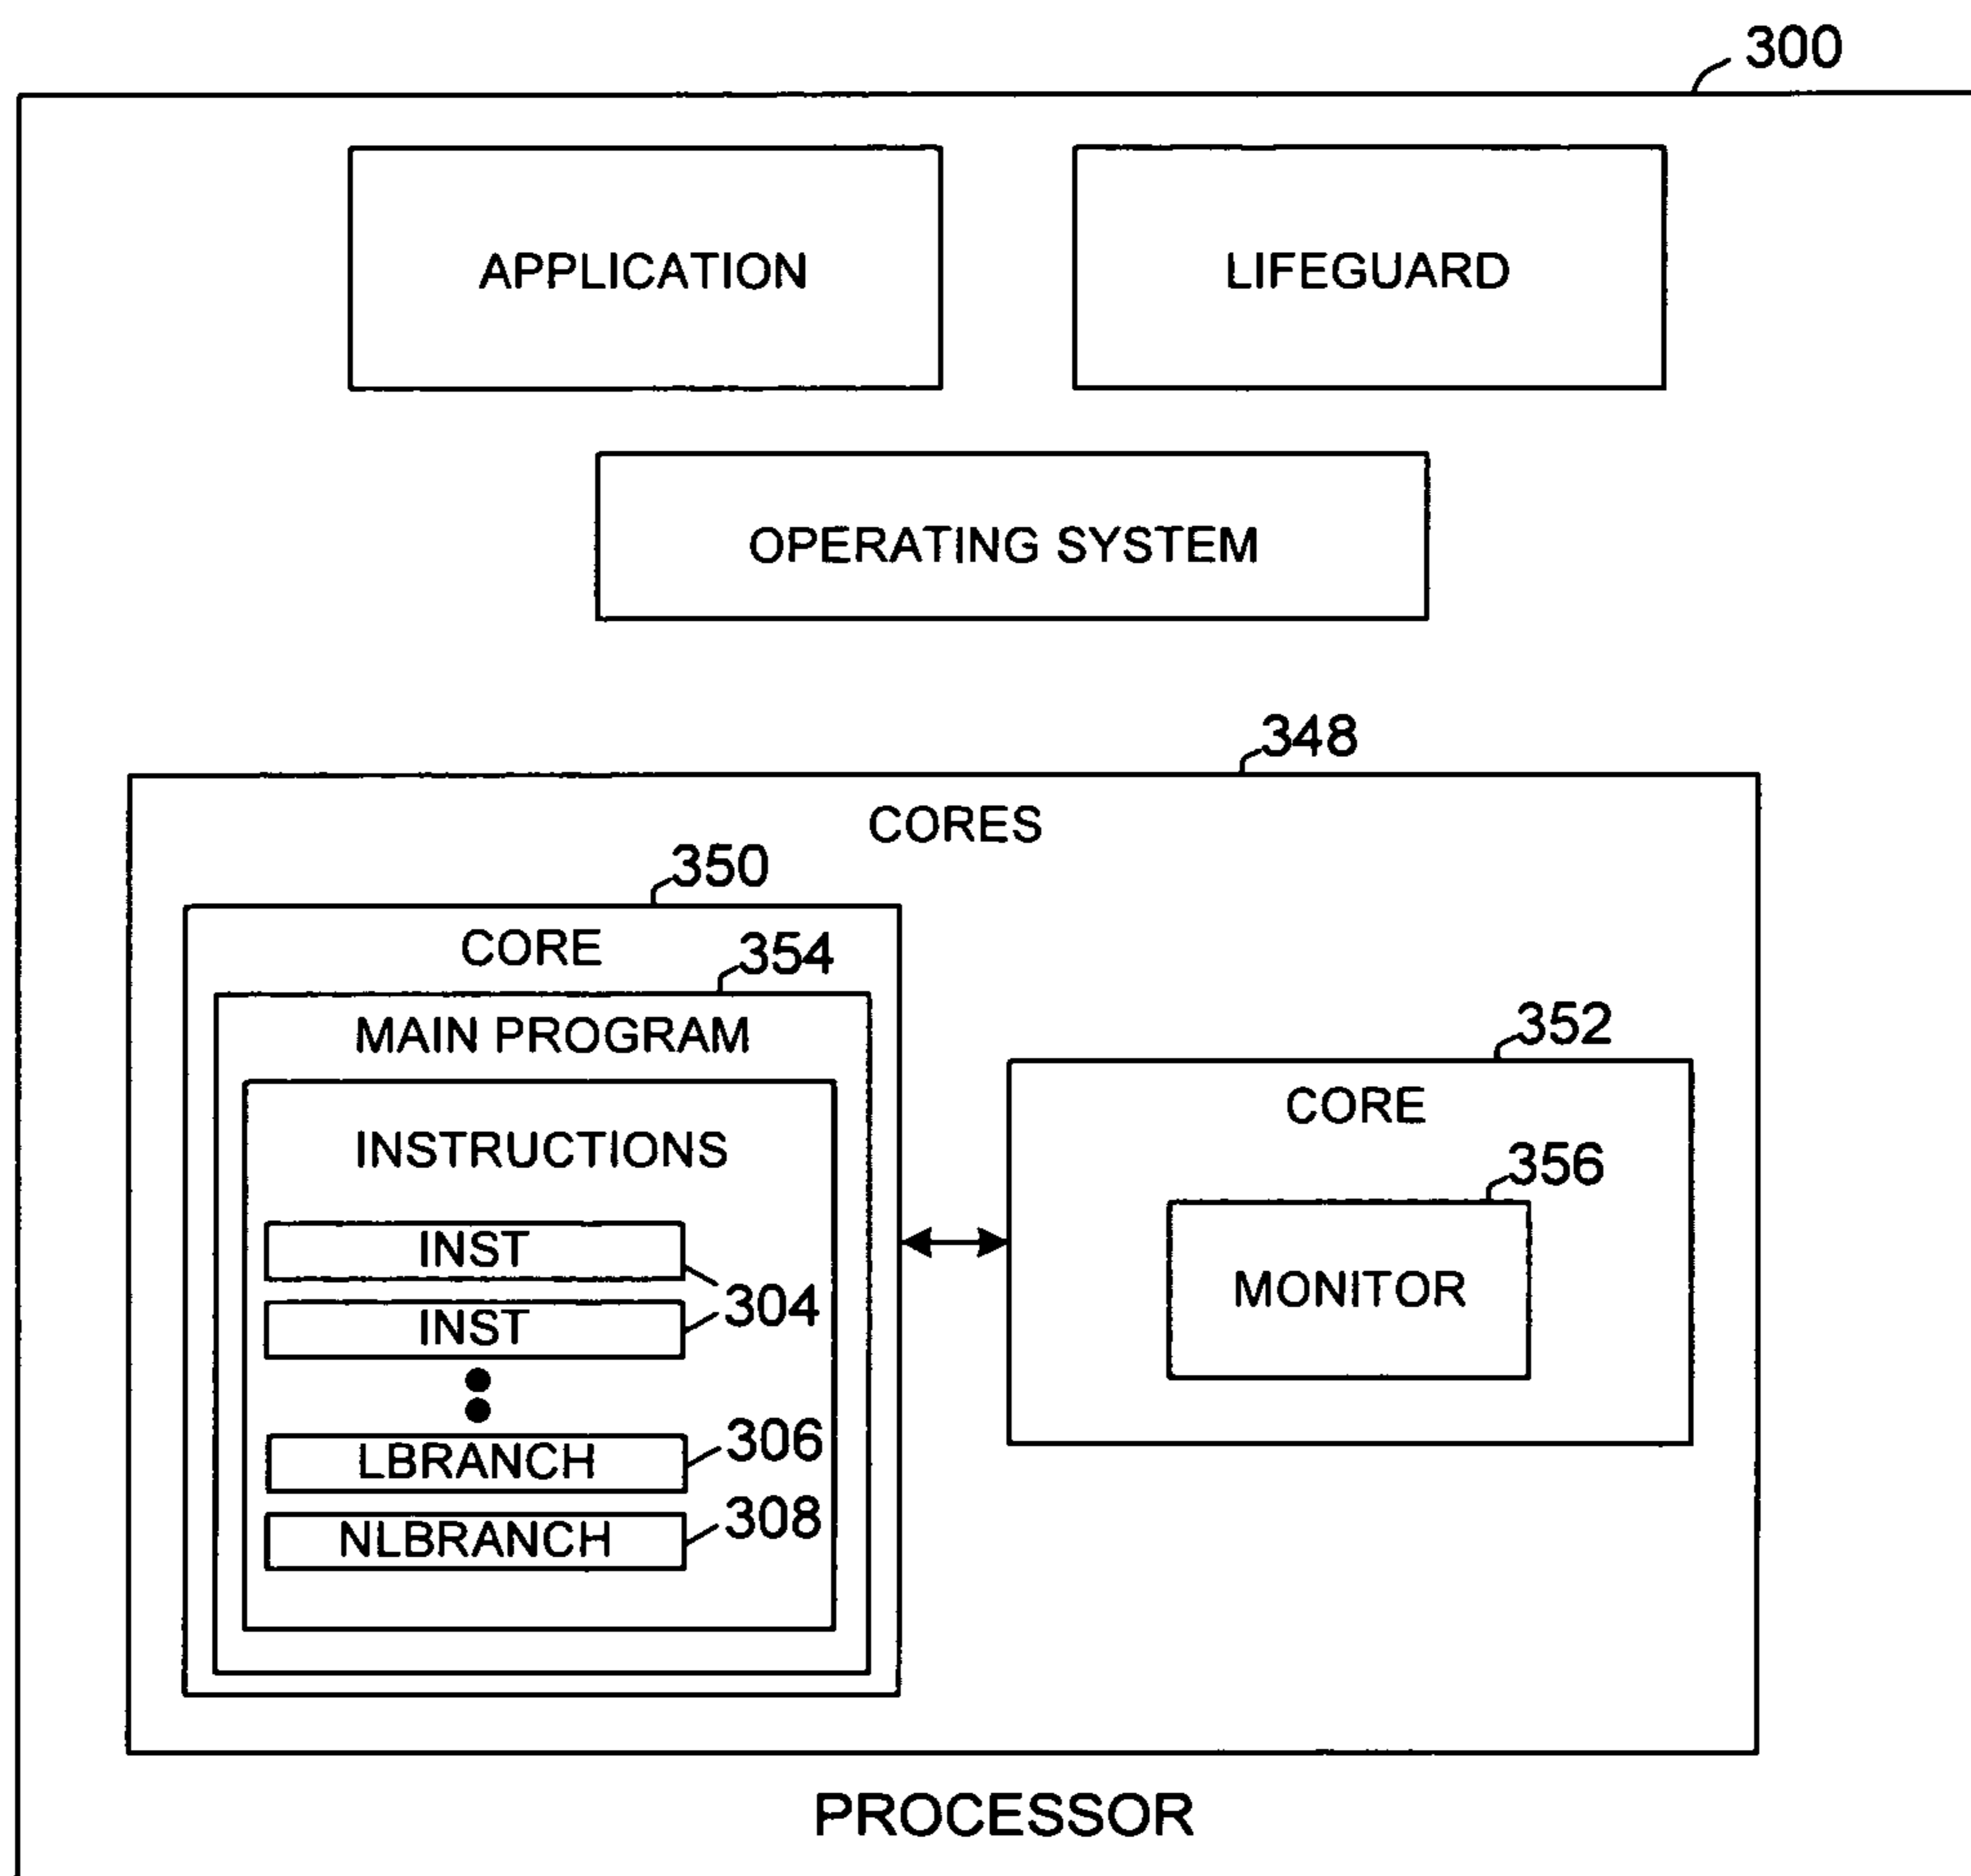 300
APPLICATION
LIFEGUARD
OPERATING SYSTEM
348
CORES
350
CORE
354
MAIN PROGRAM
INSTRUCTIONS
INST
INST
304
LBRANCH
306
NLBRANCH
308
352
CORE
356
MONITOR
PROCESSOR